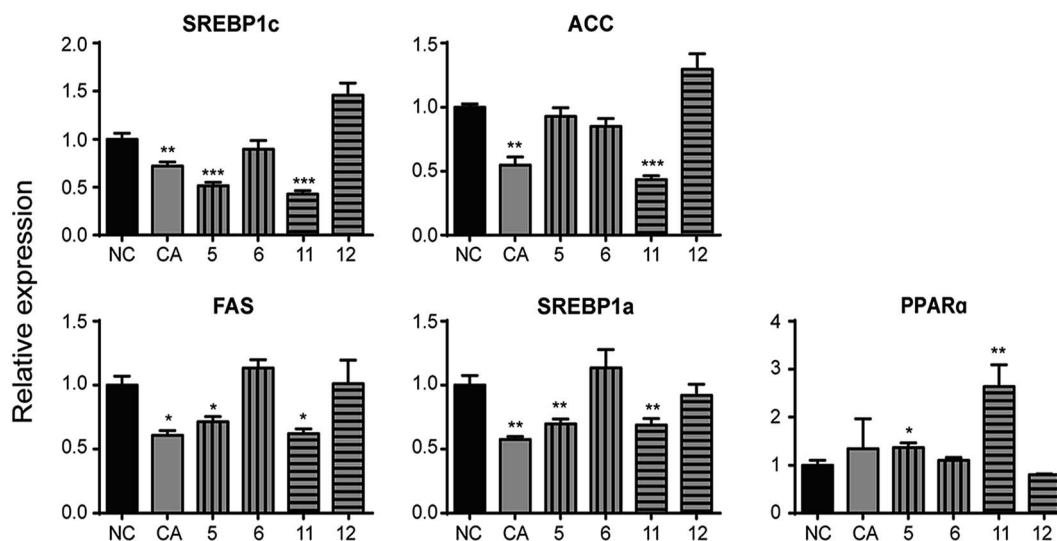 SREBP1c
2.0
1.5
1.0
0.5
0.0
** *** ***
NC CA 5 6 11 12
ACC
1.5
1.0
0.5
0.0
** ***
NC CA 5 6 11 12
Relative expression
FAS
1.5
1.0
0.5
0.0
* * *
NC CA 5 6 11 12
SREBP1a
1.5
1.0
0.5
0.0
** ** **
NC CA 5 6 11 12
PPARα
4
3
2
1
0
* **
NC CA 5 6 11 12